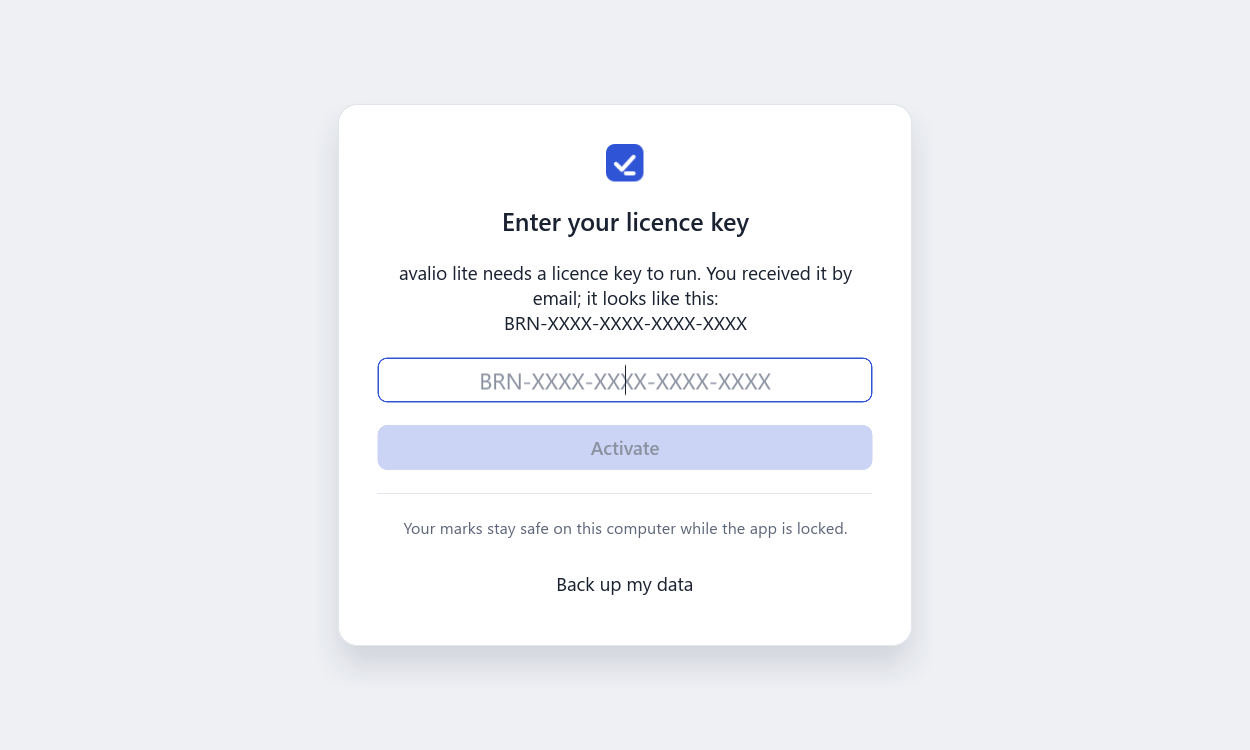 Enter your licence key
avalio lite needs a licence key to run. You received it by
email; it looks like this:
BRN-XXXX-XXXX-XXXX-XXXX
BRN-XXXX-XXXX-XXXX-XXXX
Activate
Your marks stay safe on this computer while the app is locked.
Back up my data